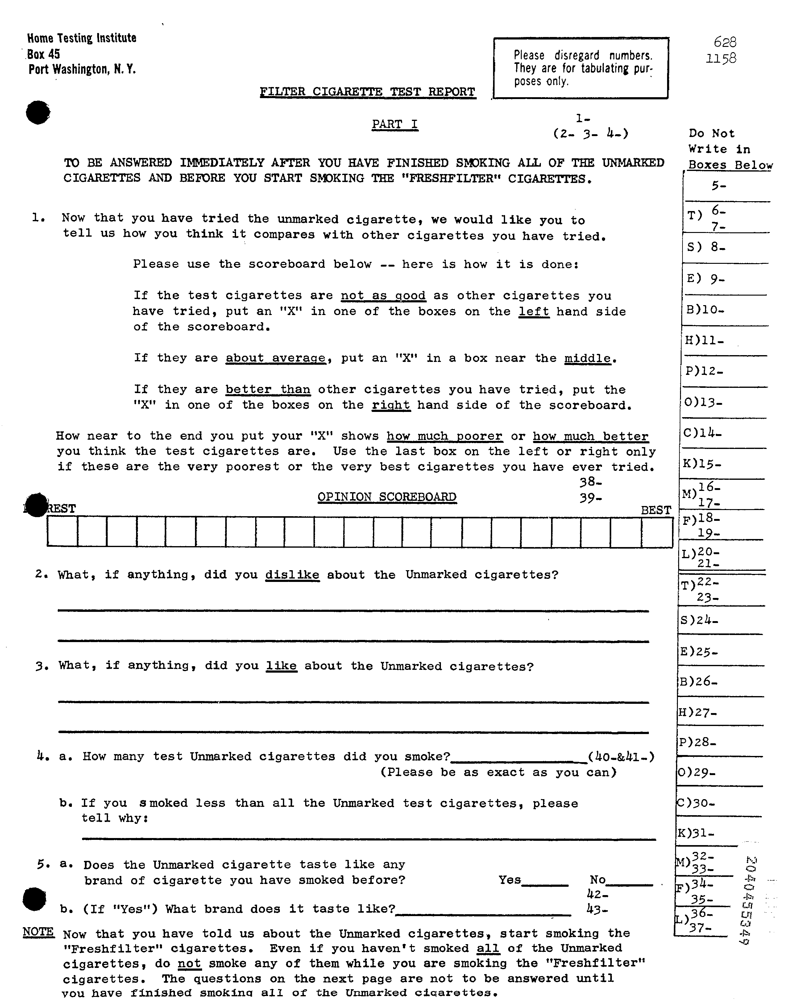 Home Testing Institute
Box 45
Port Washington, N. Y.
Please disregard numbers.
They are for tabulating pur-
poses only.
628
1158
FILTER CIGARETTE TEST REPORT
PART I
1-
(2- 3- 4-)
Do Not
Write in
Boxes Below
TO BE ANSWERED IMMEDIATELY AFTER YOU HAVE FINISHED SMOKING ALL OF THE UNMARKED
CIGARETTES AND BEFORE YOU START SMOKING THE "FRESHFILTER" CIGARETTES.
1. Now that you have tried the unmarked cigarette, we would like you to
tell us how you think it compares with other cigarettes you have tried.
Please use the scoreboard below -- here is how it is done:
If the test cigarettes are not as good as other cigarettes you
have tried, put an "X" in one of the boxes on the left hand side
of the scoreboard.
If they are about average, put an "X" in a box near the middle.
If they are better than other cigarettes you have tried, put the
"X" in one of the boxes on the right hand side of the scoreboard.
How near to the end you put your "X" shows how much poorer or how much better
you think the test cigarettes are. Use the last box on the left or right only
if these are the very poorest or the very best cigarettes you have ever tried.
38-
OPINION SCOREBOARD 39-
REST BEST
2. What, if anything, did you dislike about the Unmarked cigarettes?
3. What, if anything, did you like about the Unmarked cigarettes?
4. a. How many test Unmarked cigarettes did you smoke? (40-&41-)
(Please be as exact as you can)
b. If you smoked less than all the Unmarked test cigarettes, please
tell why:
5. a. Does the Unmarked cigarette taste like any
brand of cigarette you have smoked before? Yes No
42-
b. (If "Yes") What brand does it taste like? 43-
NOTE Now that you have told us about the Unmarked cigarettes, start smoking the
"Freshfilter" cigarettes. Even if you haven't smoked all of the Unmarked
cigarettes, do not smoke any of them while you are smoking the "Freshfilter"
cigarettes. The questions on the next page are not to be answered until
you have finished smoking all of the Unmarked cigarettes.
5-
T) 6-
7-
S) 8-
E) 9-
B)10-
H)11-
P)12-
O)13-
C)14-
K)15-
M)16-
17-
F)18-
19-
L)20-
21-
T)22-
23-
S)24-
E)25-
B)26-
H)27-
P)28-
O)29-
C)30-
K)31-
M)32-
33-
F)34-
35-
L)36-
37-
2040455349